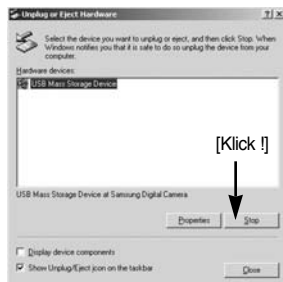 Unplug or Eject Hardware
Select the device you want to unplug or eject, and then click Stop. When
Windows notifies you that it is safe to do so unplug the device from your
computer.
Hardware devices:
USB Mass Storage Device
[Klick !]
USB Mass Storage Device at Samsung Digital Camera
Properties
Stop
Display device components
Show Unplug/Eject icon on the taskbar
Close